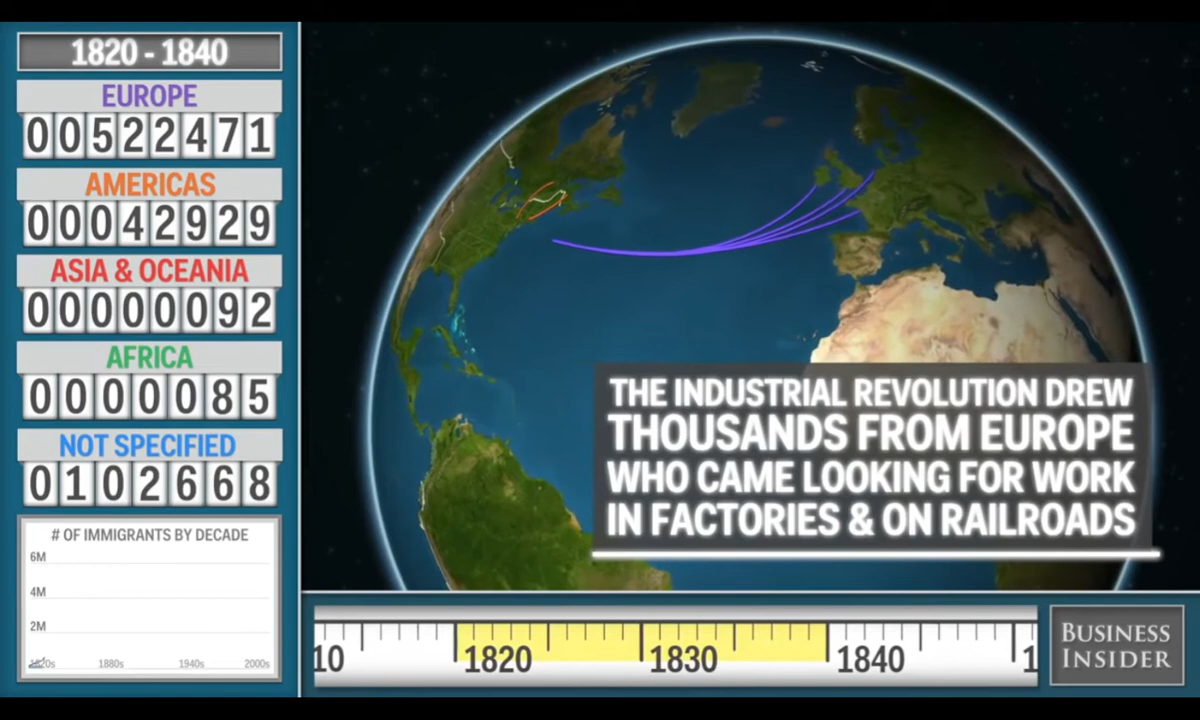 1820 - 1840
EUROPE
00522471
AMERICAS
00042929
ASIA & OCEANIA
00000092
AFRICA
0000085
NOT SPECIFIED
0102668
# OF IMMIGRANTS BY DECADE
6M
4M
2M
1820s 1880s 1940s 2000s
THE INDUSTRIAL REVOLUTION DREW
THOUSANDS FROM EUROPE
WHO CAME LOOKING FOR WORK
IN FACTORIES & ON RAILROADS
10 1820 1830 1840 1
BUSINESS
INSIDER